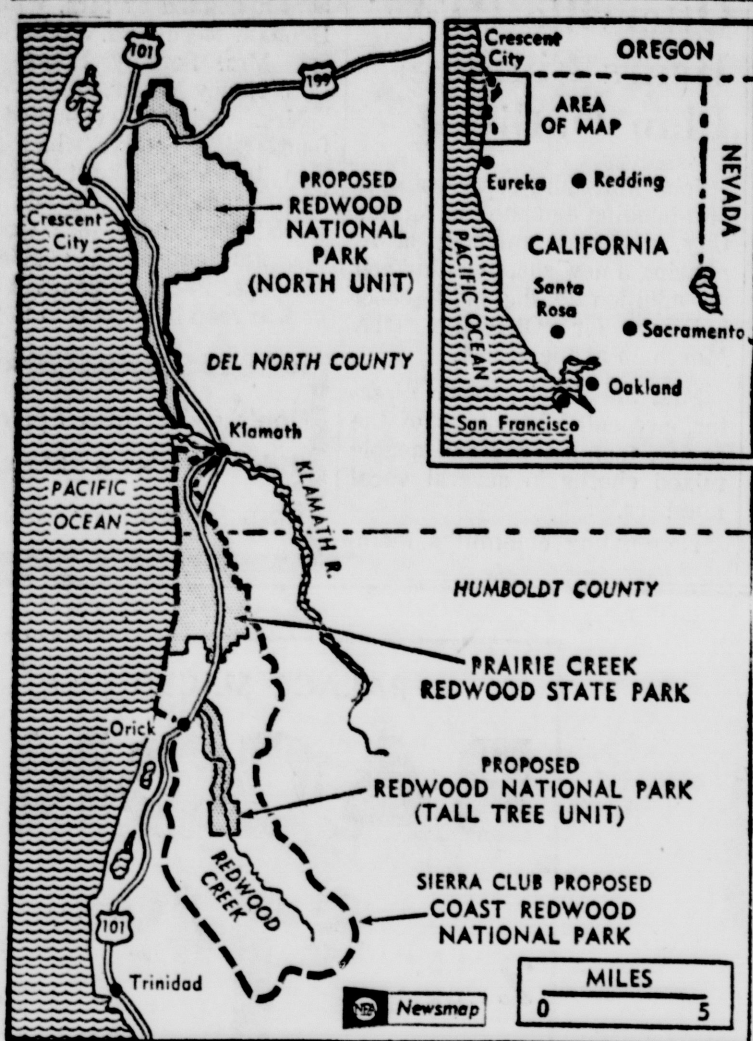 101
199
Crescent
City
PROPOSED
REDWOOD
NATIONAL
PARK
(NORTH UNIT)
DEL NORTH COUNTY
Klamath
KLAMATH R.
PACIFIC
OCEAN
HUMBOLDT COUNTY
PRAIRIE CREEK
REDWOOD STATE PARK
Orick
PROPOSED
REDWOOD NATIONAL PARK
(TALL TREE UNIT)
REDWOOD
CREEK
SIERRA CLUB PROPOSED
COAST REDWOOD
NATIONAL PARK
101
Trinidad
NEA Newsmap
MILES
0 5
Crescent
City
OREGON
AREA
OF MAP
NEVADA
Eureka
Redding
CALIFORNIA
PACIFIC OCEAN
Santa
Rosa
Sacramento
Oakland
San Francisco